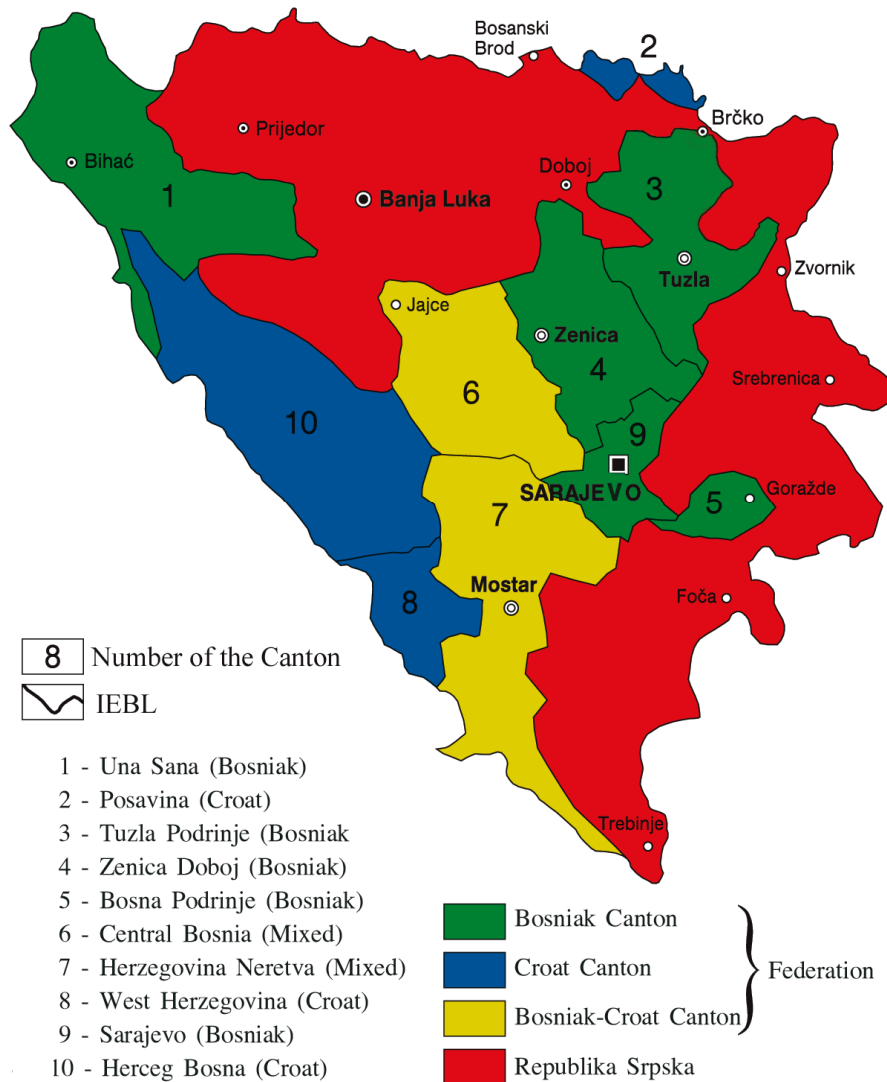 Bosanski
Brod
2
Brčko
Prijedor
Bihać
Doboj
3
1
Banja Luka
Tuzla
Zvornik
Jajce
Zenica
4
Srebrenica
6
10
9
SARAJEVO
5
Goražde
7
Mostar
8
Foča
Trebinje
8 Number of the Canton
IEBL
1 - Una Sana (Bosniak)
2 - Posavina (Croat)
3 - Tuzla Podrinje (Bosniak
4 - Zenica Doboj (Bosniak)
5 - Bosna Podrinje (Bosniak)
6 - Central Bosnia (Mixed)
7 - Herzegovina Neretva (Mixed)
8 - West Herzegovina (Croat)
9 - Sarajevo (Bosniak)
10 - Herceg Bosna (Croat)
Bosniak Canton
Croat Canton
Bosniak-Croat Canton
Federation
Republika Srpska